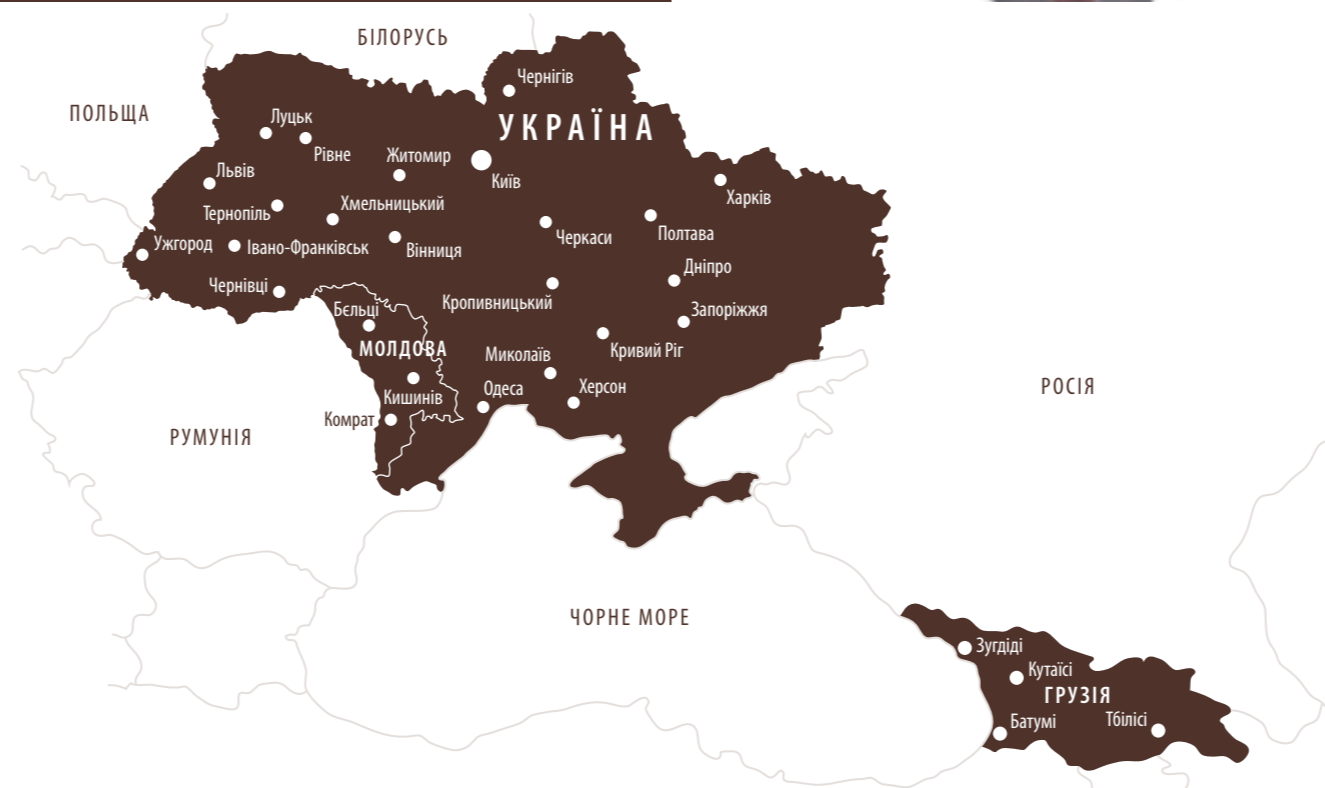 БІЛОРУСЬ
Чернігів
ПОЛЬЩА
Луцьк
УКРАЇНА
Рівне
Житомир
Львів
Київ
Харків
Хмельницький
Тернопіль
Черкаси
Полтава
Ужгород
Івано-Франківськ
Вінниця
Дніпро
Чернівці
Кропивницький
Бєльці
Запоріжжя
МОЛДОВА
Миколаїв
Кривий Ріг
РОСІЯ
Одеса
Херсон
Кишинів
Комрат
РУМУНІЯ
ЧОРНЕ МОРЕ
Зугдіді
Кутаїсі
ГРУЗІЯ
Батумі
Тбілісі